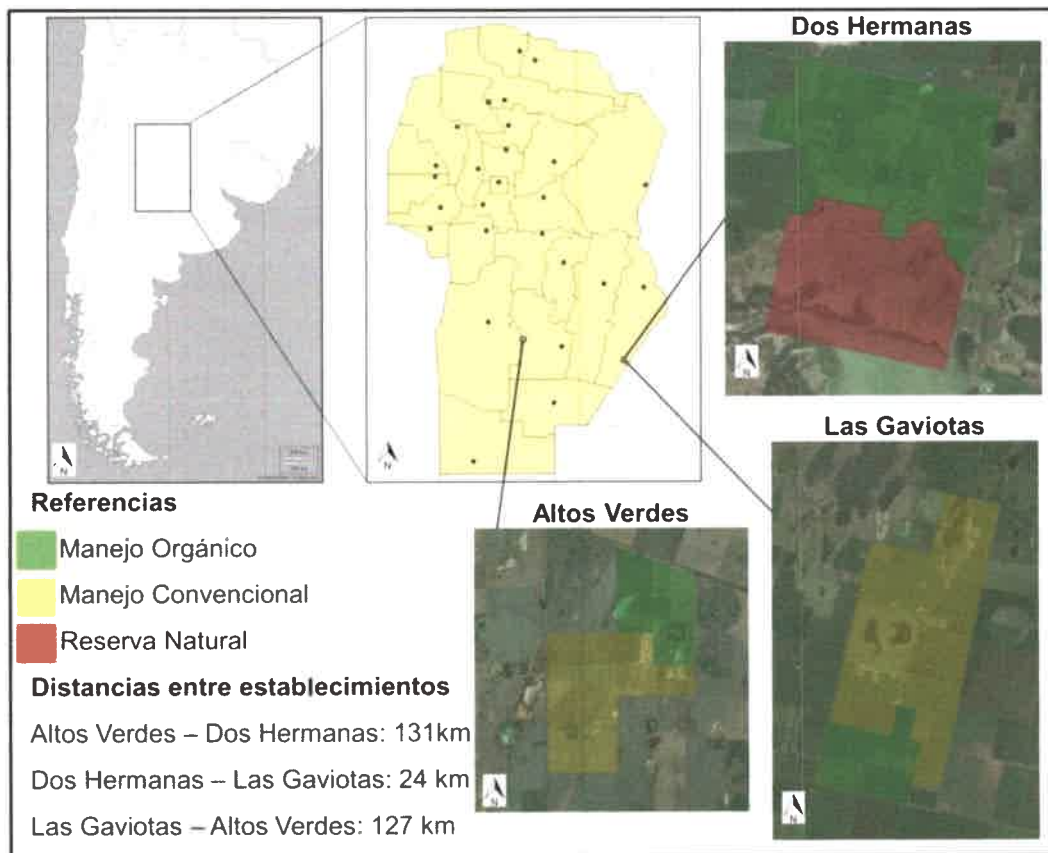 Dos Hermanas
Las Gaviotas
Altos Verdes
Referencias
Manejo Orgánico
Manejo Convencional
Reserva Natural
Distancias entre establecimientos
Altos Verdes – Dos Hermanas: 131km
Dos Hermanas – Las Gaviotas: 24 km
Las Gaviotas – Altos Verdes: 127 km
N
N
N
N
N